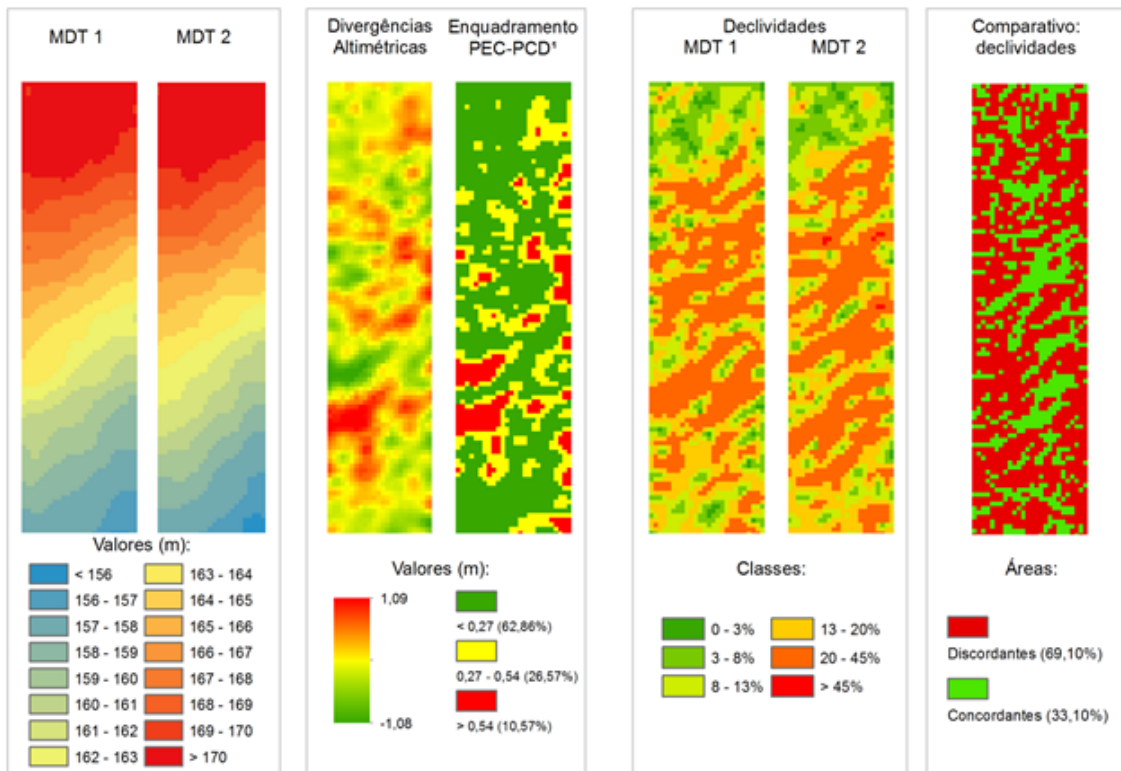 MDT 1
MDT 2
Valores (m):
< 156
156 - 157
157 - 158
158 - 159
159 - 160
160 - 161
161 - 162
162 - 163
163 - 164
164 - 165
165 - 166
166 - 167
167 - 168
168 - 169
169 - 170
> 170
Divergências
Altimétricas
Enquadramento
PEC-PCD¹
Valores (m):
1,09
-1,08
< 0,27 (62,86%)
0,27 - 0,54 (26,57%)
> 0,54 (10,57%)
Declividades
MDT 1
MDT 2
Classes:
0 - 3%
3 - 8%
8 - 13%
13 - 20%
20 - 45%
> 45%
Comparativo:
declividades
Áreas:
Discordantes (69,10%)
Concordantes (33,10%)